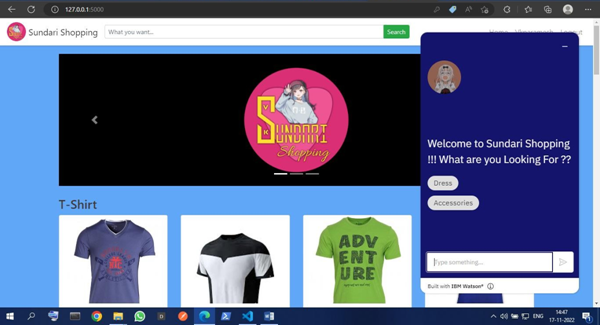 127.0.0.1:5000
Sundari Shopping
What you want...
Search
Home
Logout
V R
SUNDARI
Shopping
T-Shirt
ADV
ENT
URE
Welcome to Sundari Shopping
!!! What are you Looking For ??
Dress
Accessories
Type something...
Built with IBM Watson®
ENG
14:47
17-11-2022